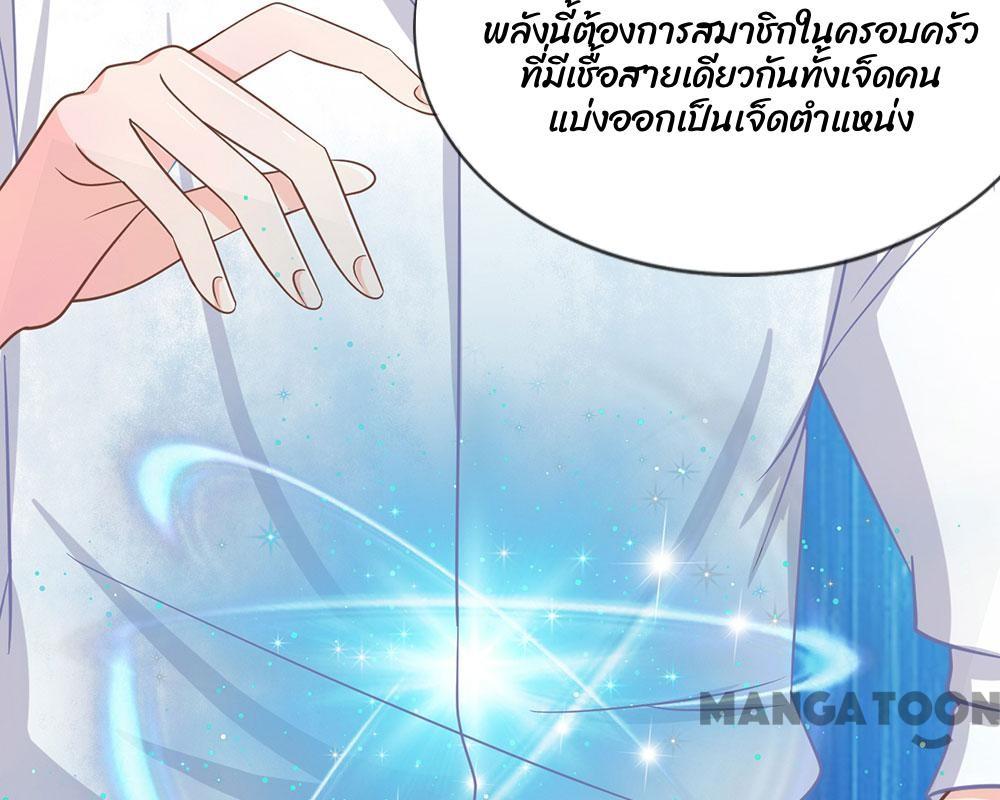 พลังนี้ต้องการสมาชิกในครอบครัว
ที่มีเชื้อสายเดียวกันทั้งเจ็ดคน
แบ่งออกเป็นเจ็ดตำแหน่ง
MANGATOON